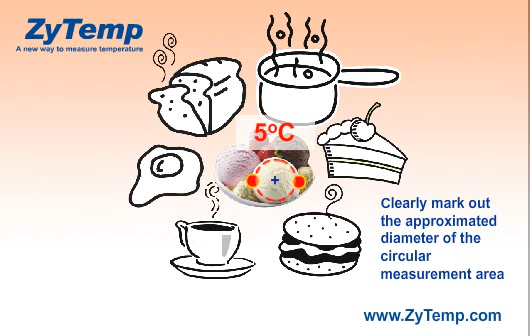 ZyTemp
A new way to measure temperature
5°C
Clearly mark out
the approximated
diameter of the
circular
measurement area
www.ZyTemp.com